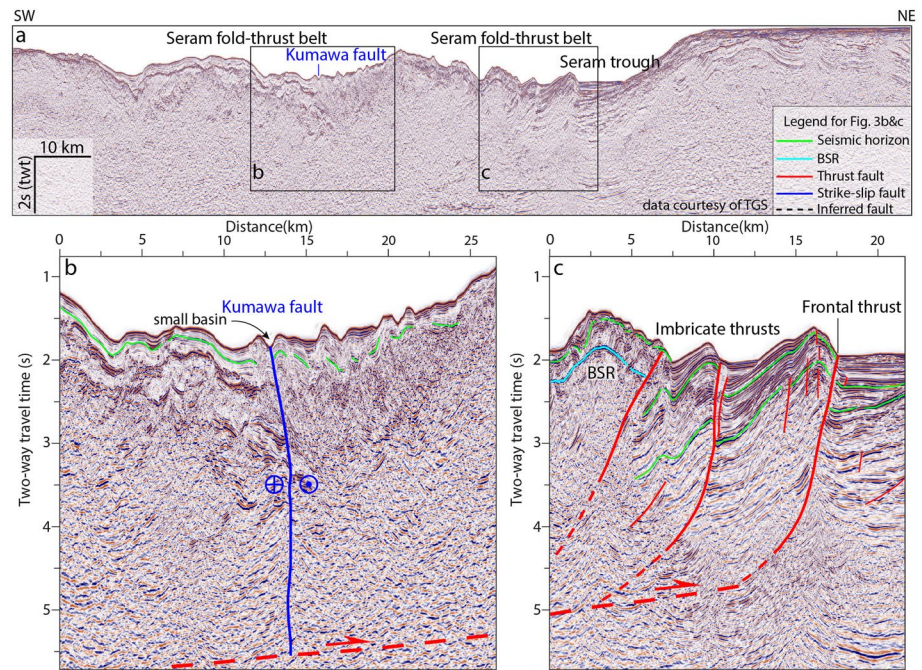 SW
NE
a
Seram fold-thrust belt
Kumawa fault
Seram fold-thrust belt
Seram trough
10 km
2s (twt)
b
c
Legend for Fig. 3b&c
Seismic horizon
BSR
Thrust fault
Strike-slip fault
Inferred fault
data courtesy of TGS
Distance(km)
0 5 10 15 20 25
b
Kumawa fault
small basin
Two-way travel time (s)
1
2
3
4
5
Distance(km)
0 5 10 15 20
c
Frontal thrust
Imbricate thrusts
BSR
Two-way travel time (s)
1
2
3
4
5